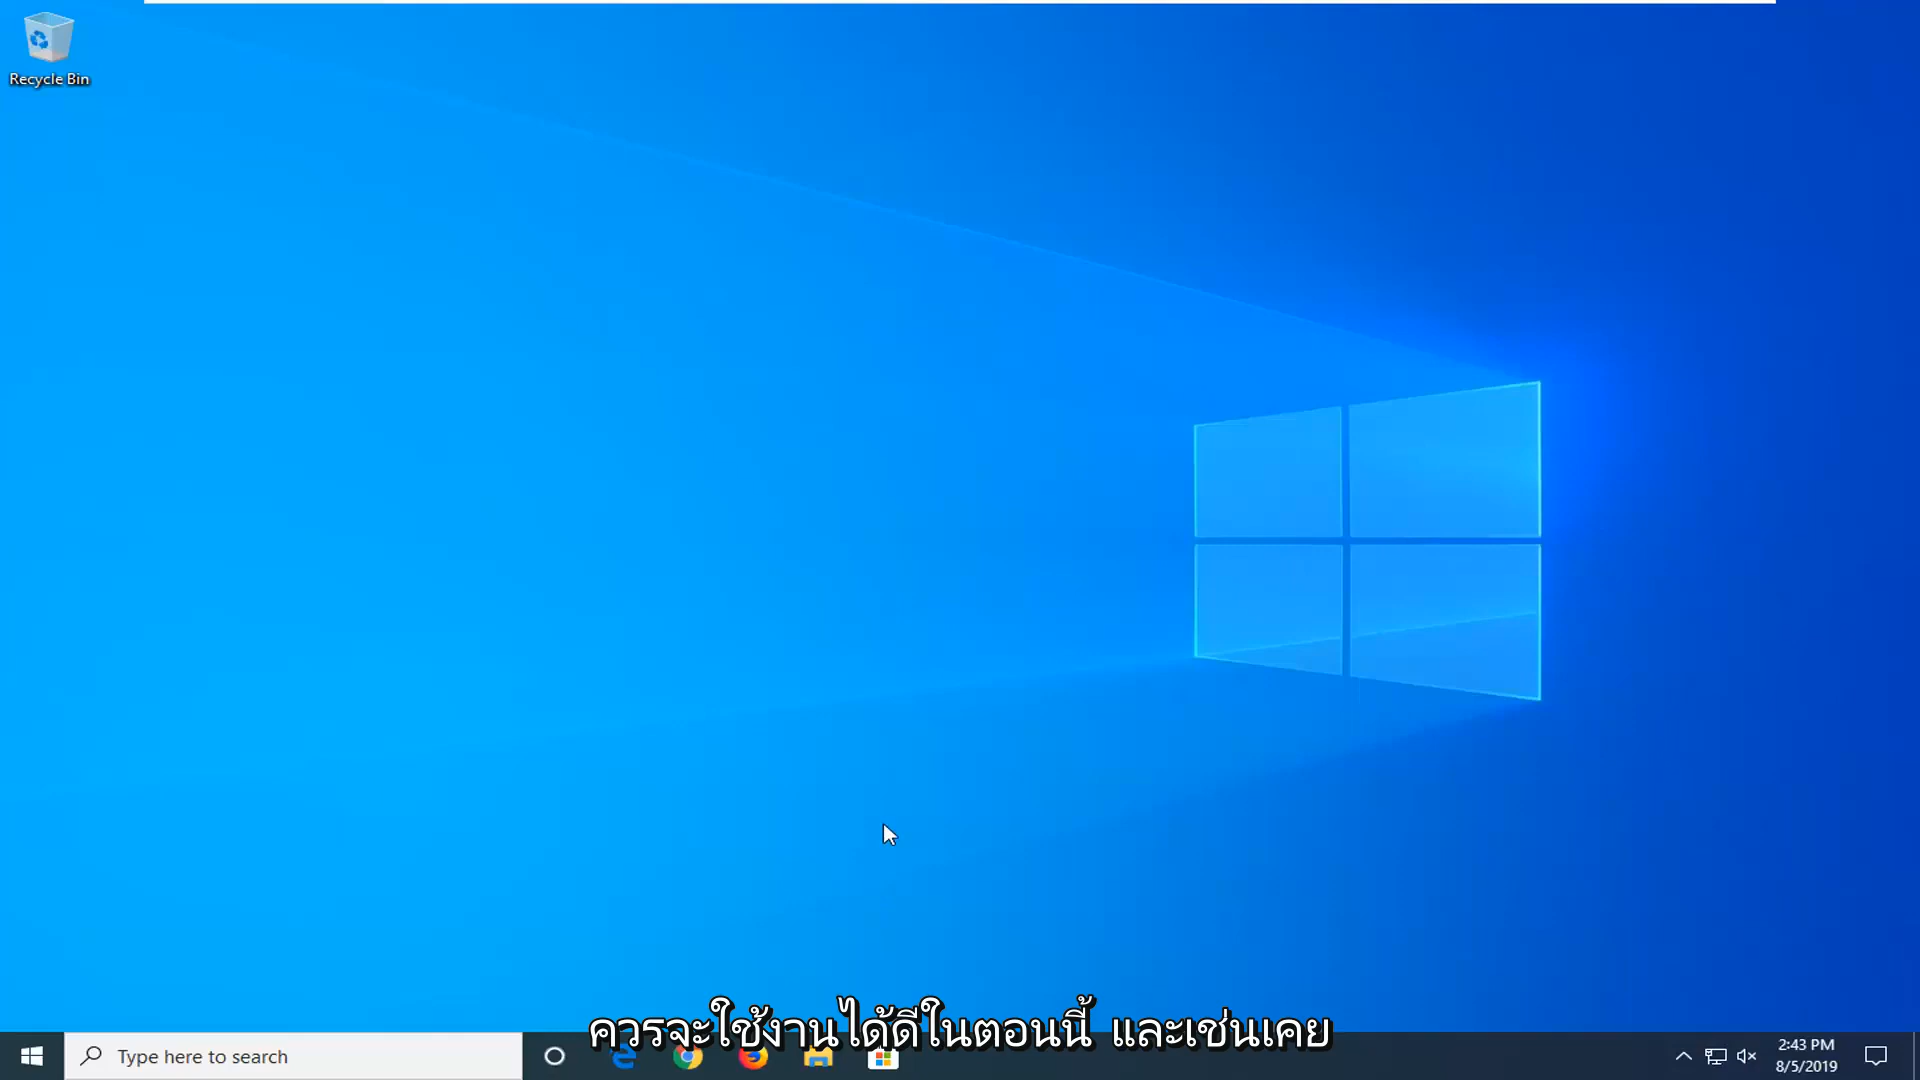 Recycle Bin
ควรจะใช้งานได้ดีในตอนนี้ และเช่นเคย
Type here to search
2:43 PM
8/5/2019